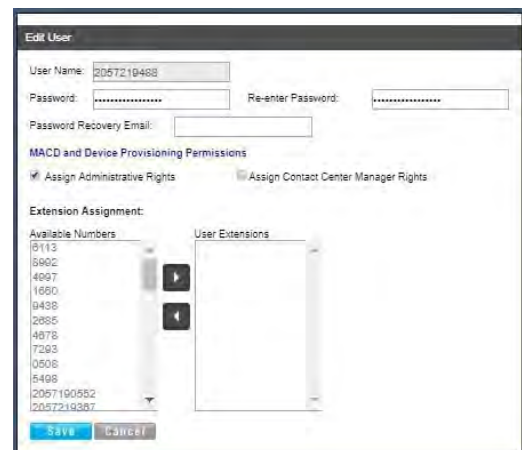 Edit User
User Name: 2057219488
Password: •••••••••••••••• Re-enter Password: ••••••••••••••••
Password Recovery Email:
MACD and Device Provisioning Permissions
Assign Administrative Rights Assign Contact Center Manager Rights
Extension Assignment:
Available Numbers User Extensions
6113
8992
4997
1660
9438
2685
4678
7293
0508
5498
2057190552
2057219387
Save Cancel